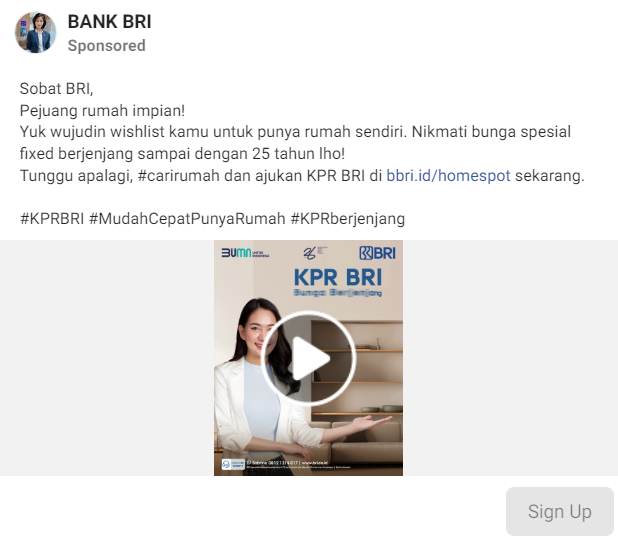 BANK BRI
Sponsored
Sobat BRI,
Pejuang rumah impian!
Yuk wujudin wishlist kamu untuk punya rumah sendiri. Nikmati bunga spesial
fixed berjenjang sampai dengan 25 tahun lho!
Tunggu apalagi, #carirumah dan ajukan KPR BRI di bbri.id/homespot sekarang.
#KPRBRI #MudahCepatPunyaRumah #KPRberjenjang
BUMN UNTUK INDONESIA
BRI
KPR BRI
Bunga Berjenjang
Sign Up